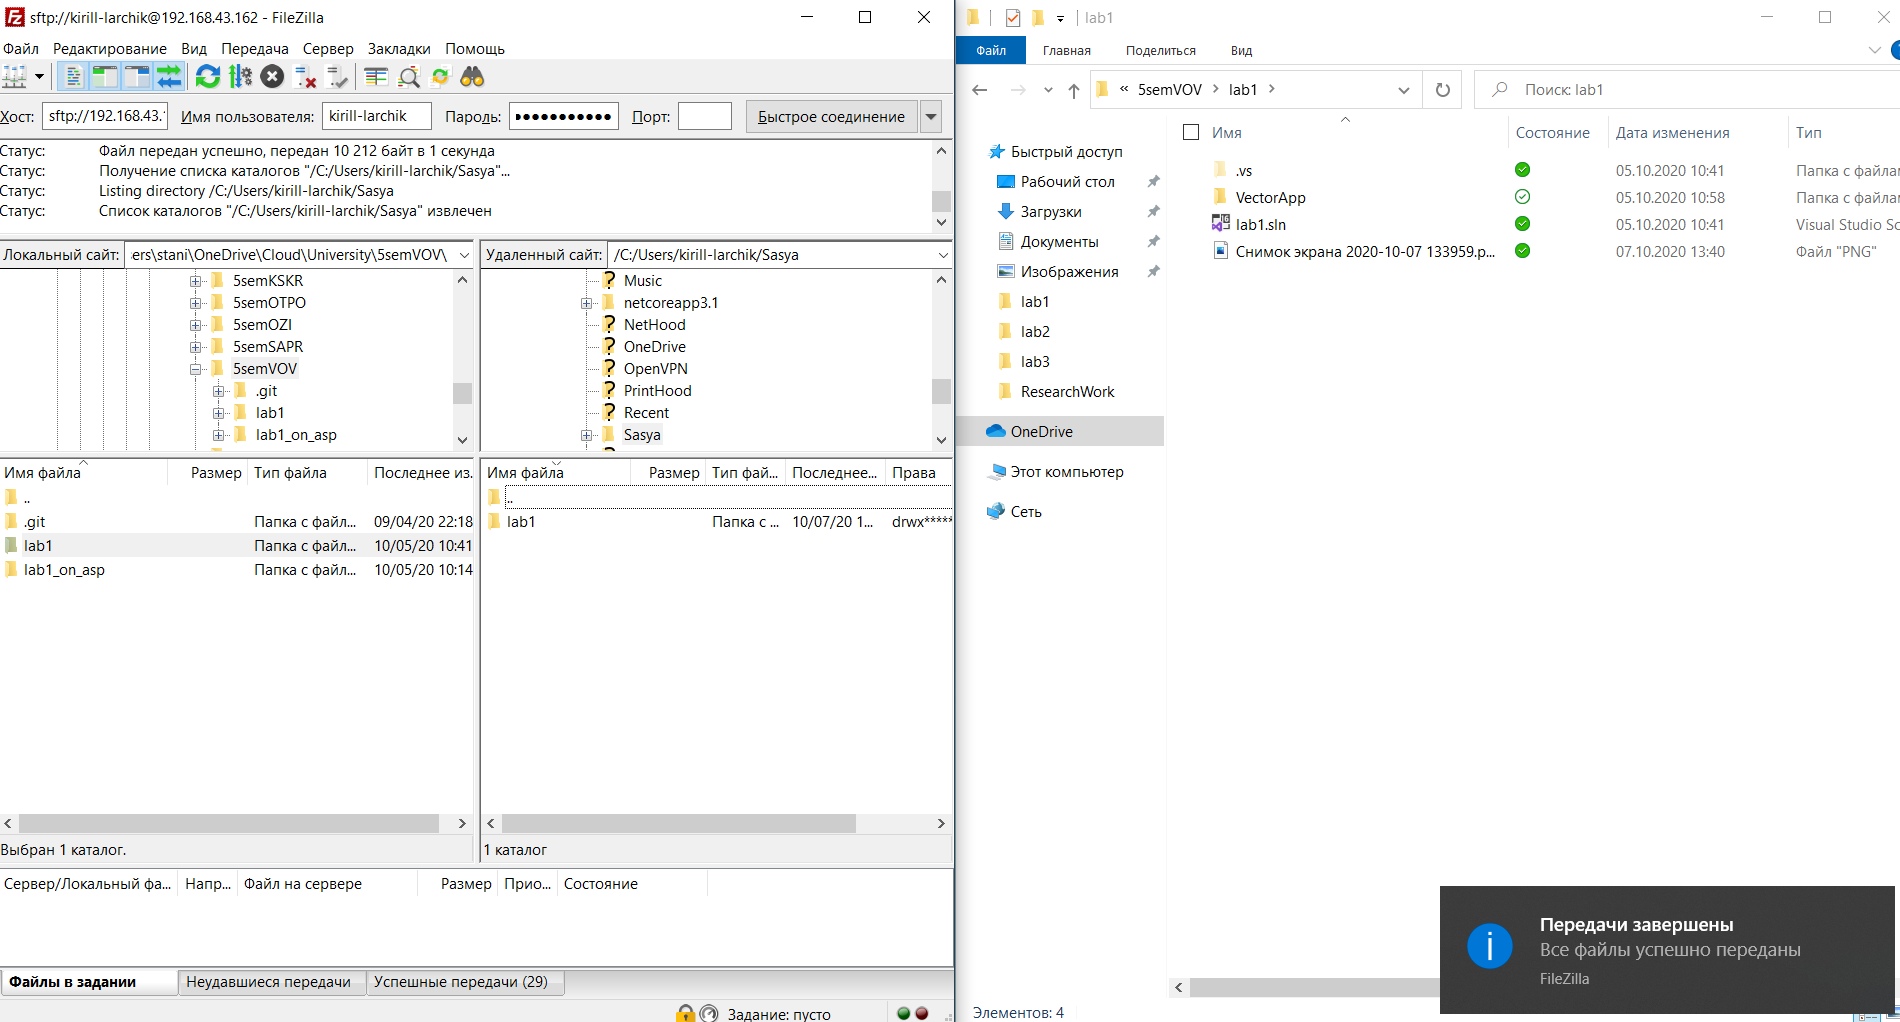 sftp://kirill-larchik@192.168.43.162 - FileZilla
Файл Редактирование Вид Передача Сервер Закладки Помощь
Хост: sftp://192.168.43. Имя пользователя: kirill-larchik Пароль: ●●●●●●●●●●● Порт: Быстрое соединение
Статус: Файл передан успешно, передан 10 212 байт в 1 секунда
Статус: Получение списка каталогов "/C:/Users/kirill-larchik/Sasya"...
Статус: Listing directory /C:/Users/kirill-larchik/Sasya
Статус: Список каталогов "/C:/Users/kirill-larchik/Sasya" извлечен
Локальный сайт: ers\stani\OneDrive\Cloud\University\5semVOV\
5semKSKR
5semOTPO
5semOZI
5semSAPR
5semVOV
.git
lab1
lab1_on_asp
Имя файла Размер Тип файла Последнее из.
..
.git Папка с файл... 09/04/20 22:18
lab1 Папка с файл... 10/05/20 10:41
lab1_on_asp Папка с файл... 10/05/20 10:14
Выбран 1 каталог.
Удаленный сайт: /C:/Users/kirill-larchik/Sasya
Music
netcoreapp3.1
NetHood
OneDrive
OpenVPN
PrintHood
Recent
Sasya
Имя файла Размер Тип фай... Последнее... Права
..
lab1 Папка с ... 10/07/20 1... drwx*****
1 каталог
Сервер/Локальный фа... Напр... Файл на сервере Размер Прио... Состояние
Файлы в задании Неудавшиеся передачи Успешные передачи (29)
Задание: пусто
lab1
Файл Главная Поделиться Вид
« 5semVOV › lab1 › Поиск: lab1
Быстрый доступ
Рабочий стол
Загрузки
Документы
Изображения
lab1
lab2
lab3
ResearchWork
OneDrive
Этот компьютер
Сеть
Имя Состояние Дата изменения Тип
.vs 05.10.2020 10:41 Папка с файлам
VectorApp 05.10.2020 10:58 Папка с файлам
lab1.sln 05.10.2020 10:41 Visual Studio So
Снимок экрана 2020-10-07 133959.p... 07.10.2020 13:40 Файл "PNG"
Элементов: 4
Передачи завершены
Все файлы успешно переданы
FileZilla